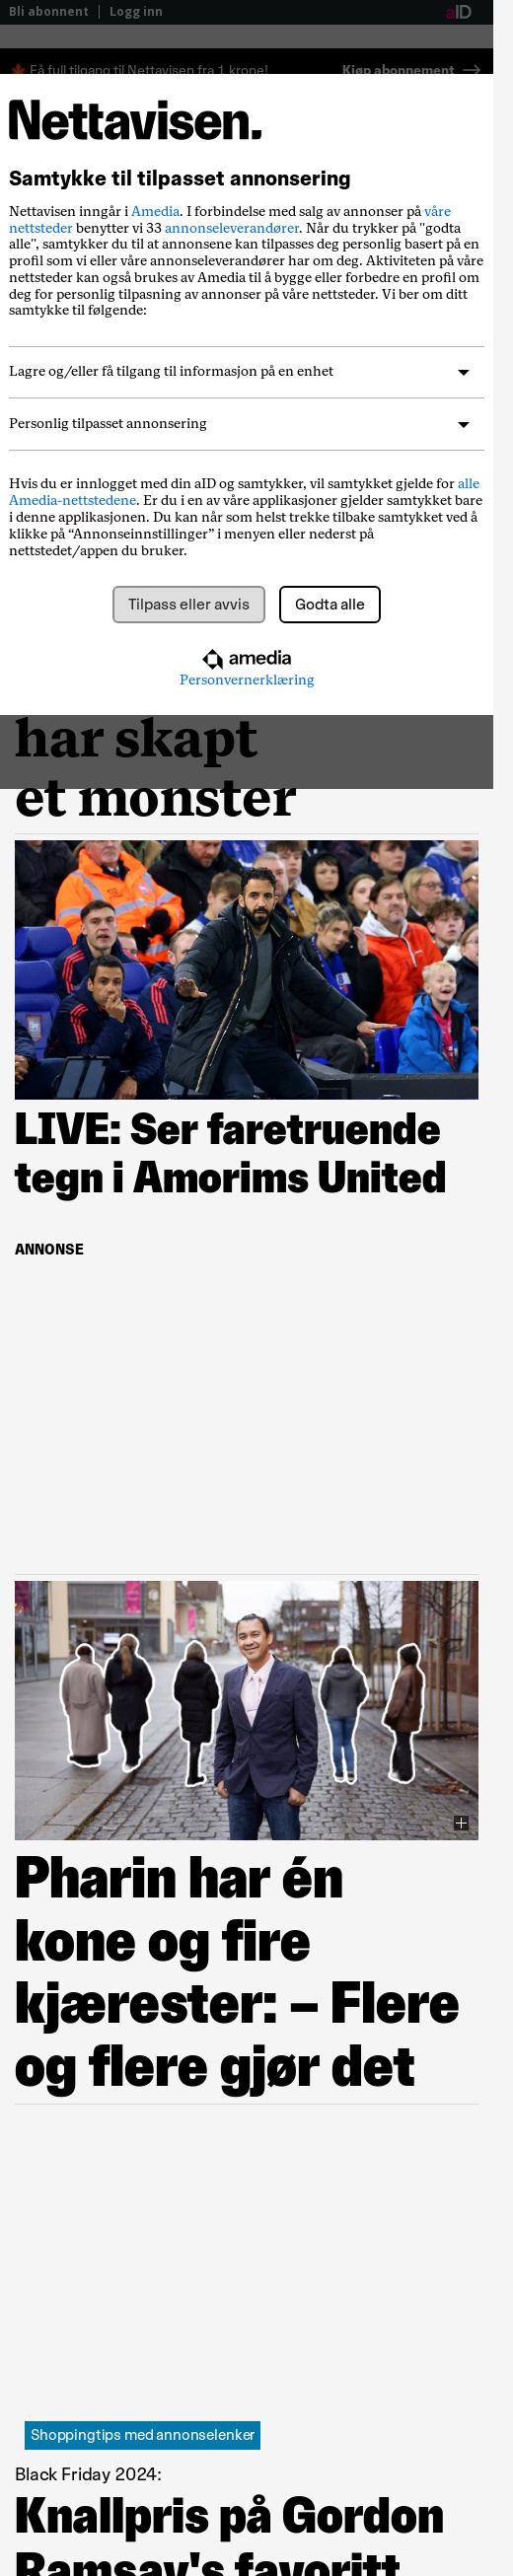 Bli abonnent | Logg inn aID
🍁 Få full tilgang til Nettavisen fra 1 krone! Kjøp abonnement →
Nettavisen.
Samtykke til tilpasset annonsering
Nettavisen inngår i Amedia. I forbindelse med salg av annonser på våre
nettsteder benytter vi 33 annonseleverandører. Når du trykker på "godta
alle", samtykker du til at annonsene kan tilpasses deg personlig basert på en
profil som vi eller våre annonseleverandører har om deg. Aktiviteten på våre
nettsteder kan også brukes av Amedia til å bygge eller forbedre en profil om
deg for personlig tilpasning av annonser på våre nettsteder. Vi ber om ditt
samtykke til følgende:
Lagre og/eller få tilgang til informasjon på en enhet
Personlig tilpasset annonsering
Hvis du er innlogget med din aID og samtykker, vil samtykket gjelde for alle
Amedia-nettstedene. Er du i en av våre applikasjoner gjelder samtykket bare
i denne applikasjonen. Du kan når som helst trekke tilbake samtykket ved å
klikke på “Annonseinnstillinger” i menyen eller nederst på
nettstedet/appen du bruker.
Tilpass eller avvis Godta alle
amedia
Personvernerklæring
har skapt
et monster
LIVE: Ser faretruende
tegn i Amorims United
ANNONSE
Pharin har én
kone og fire
kjærester: – Flere
og flere gjør det
Shoppingtips med annonselenker
Black Friday 2024:
Knallpris på Gordon
Ramsay's favoritt